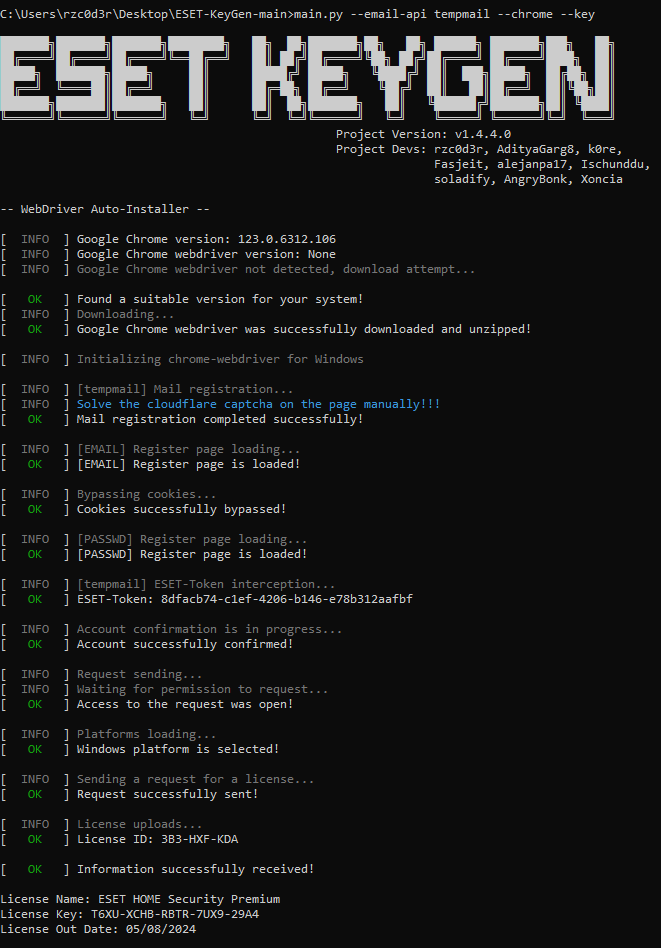 C:\Users\rzc0d3r\Desktop\ESET-KeyGen-main>main.py --email-api tempmail --chrome --key
ESET KEYGEN
Project Version: v1.4.4.0
Project Devs: rzc0d3r, AdityaGarg8, k0re,
Fasjeit, alejanpa17, Ischunddu,
soladify, AngryBonk, Xoncia
-- WebDriver Auto-Installer --
[ INFO ] Google Chrome version: 123.0.6312.106
[ INFO ] Google Chrome webdriver version: None
[ INFO ] Google Chrome webdriver not detected, download attempt...
[ OK ] Found a suitable version for your system!
[ INFO ] Downloading...
[ OK ] Google Chrome webdriver was successfully downloaded and unzipped!
[ INFO ] Initializing chrome-webdriver for Windows
[ INFO ] [tempmail] Mail registration...
[ INFO ] Solve the cloudflare captcha on the page manually!!!
[ OK ] Mail registration completed successfully!
[ INFO ] [EMAIL] Register page loading...
[ OK ] [EMAIL] Register page is loaded!
[ INFO ] Bypassing cookies...
[ OK ] Cookies successfully bypassed!
[ INFO ] [PASSWD] Register page loading...
[ OK ] [PASSWD] Register page is loaded!
[ INFO ] [tempmail] ESET-Token interception...
[ OK ] ESET-Token: 8dfacb74-c1ef-4206-b146-e78b312aafbf
[ INFO ] Account confirmation is in progress...
[ OK ] Account successfully confirmed!
[ INFO ] Request sending...
[ INFO ] Waiting for permission to request...
[ OK ] Access to the request was open!
[ INFO ] Platforms loading...
[ OK ] Windows platform is selected!
[ INFO ] Sending a request for a license...
[ OK ] Request successfully sent!
[ INFO ] License uploads...
[ OK ] License ID: 3B3-HXF-KDA
[ OK ] Information successfully received!
License Name: ESET HOME Security Premium
License Key: T6XU-XCHB-RBTR-7UX9-29A4
License Out Date: 05/08/2024